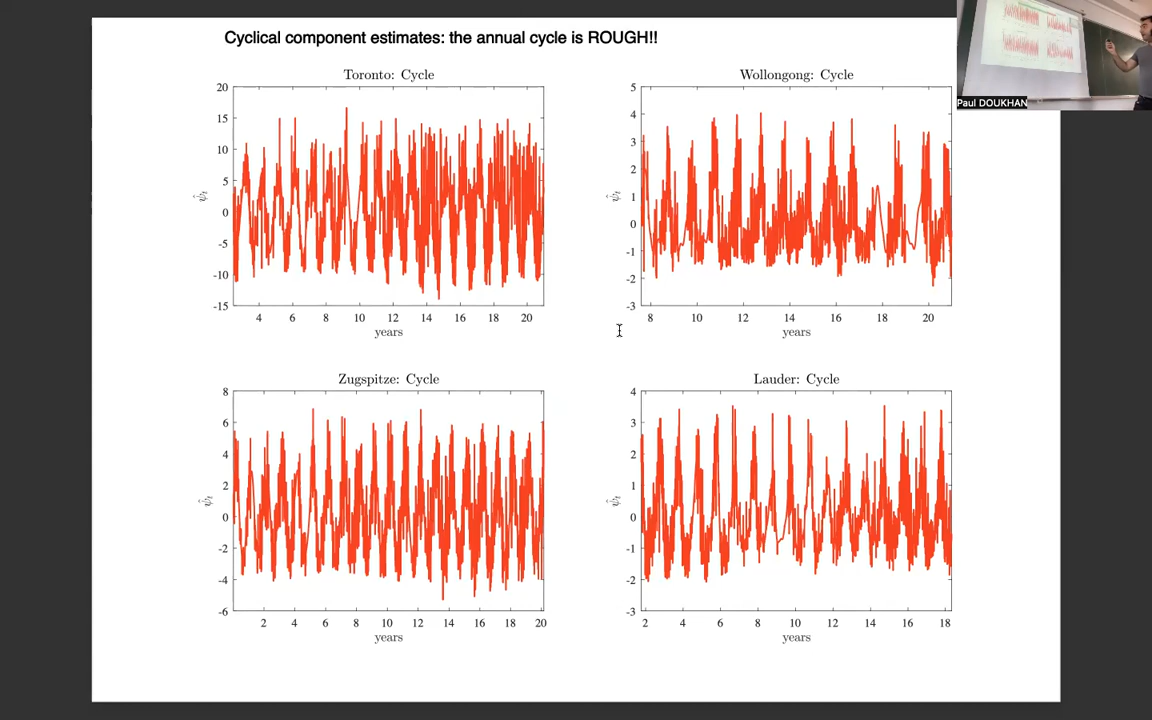 Cyclical component estimates: the annual cycle is ROUGH!!
Paul DOUKHAN
Toronto: Cycle
20
15
10
5
0
-5
-10
-15
ψ̂t
4 6 8 10 12 14 16 18 20
years
Wollongong: Cycle
5
4
3
2
1
0
-1
-2
-3
ψ̂t
8 10 12 14 16 18 20
years
Zugspitze: Cycle
8
6
4
2
0
-2
-4
-6
ψ̂t
2 4 6 8 10 12 14 16 18 20
years
Lauder: Cycle
4
3
2
1
0
-1
-2
-3
ψ̂t
2 4 6 8 10 12 14 16 18
years